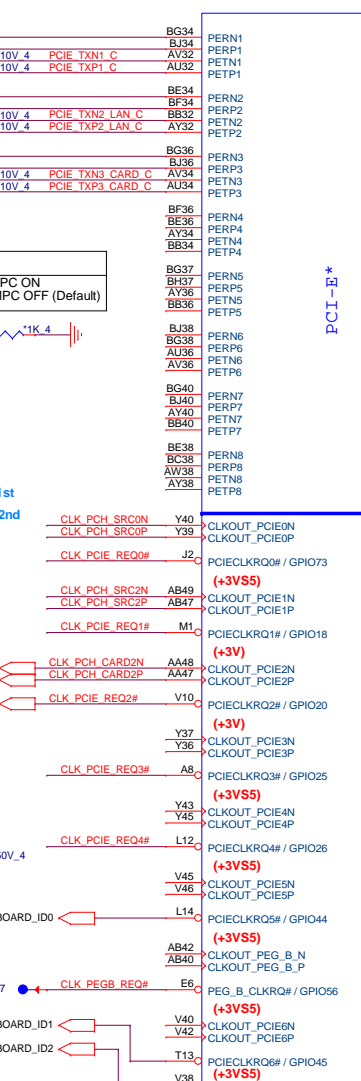 BG34 PERN1
BJ34 PERP1
10V_4 PCIE_TXN1_C AV32 PETN1
10V_4 PCIE_TXP1_C AU32 PETP1
BE34 PERN2
BF34 PERP2
10V_4 PCIE_TXN2_LAN_C BB32 PETN2
10V_4 PCIE_TXP2_LAN_C AY32 PETP2
BG36 PERN3
BJ36 PERP3
10V_4 PCIE_TXN3_CARD_C AV34 PETN3
10V_4 PCIE_TXP3_CARD_C AU34 PETP3
BF36 PERN4
BE36 PERP4
AY34 PETN4
BB34 PETP4
PCI-E*
BG37 PERN5
BH37 PERP5
AY36 PETN5
BB36 PETP5
PC ON
IPC OFF (Default)
*1K_4
BJ38 PERN6
BG38 PERP6
AU36 PETN6
AV36 PETP6
BG40 PERN7
BJ40 PERP7
AY40 PETN7
BB40 PETP7
BE38 PERN8
BC38 PERP8
AW38 PETN8
AY38 PETP8
1st
2nd
CLK_PCH_SRC0N Y40 CLKOUT_PCIE0N
CLK_PCH_SRC0P Y39 CLKOUT_PCIE0P
CLK_PCIE_REQ0# J2 PCIECLKRQ0# / GPIO73
(+3VS5)
CLK_PCH_SRC2N AB49 CLKOUT_PCIE1N
CLK_PCH_SRC2P AB47 CLKOUT_PCIE1P
CLK_PCIE_REQ1# M1 PCIECLKRQ1# / GPIO18
(+3V)
CLK_PCH_CARD2N AA48 CLKOUT_PCIE2N
CLK_PCH_CARD2P AA47 CLKOUT_PCIE2P
CLK_PCIE_REQ2# V10 PCIECLKRQ2# / GPIO20
(+3V)
Y37 CLKOUT_PCIE3N
Y36 CLKOUT_PCIE3P
CLK_PCIE_REQ3# A8 PCIECLKRQ3# / GPIO25
(+3VS5)
Y43 CLKOUT_PCIE4N
Y45 CLKOUT_PCIE4P
CLK_PCIE_REQ4# L12 PCIECLKRQ4# / GPIO26
50V_4
(+3VS5)
V45 CLKOUT_PCIE5N
V46 CLKOUT_PCIE5P
BOARD_ID0 L14 PCIECLKRQ5# / GPIO44
(+3VS5)
AB42 CLKOUT_PEG_B_N
AB40 CLKOUT_PEG_B_P
7 CLK_PEGB_REQ# E6 PEG_B_CLKRQ# / GPIO56
(+3VS5)
BOARD_ID1 V40 CLKOUT_PCIE6N
V42 CLKOUT_PCIE6P
BOARD_ID2
T13 PCIECLKRQ6# / GPIO45
(+3VS5)
V38